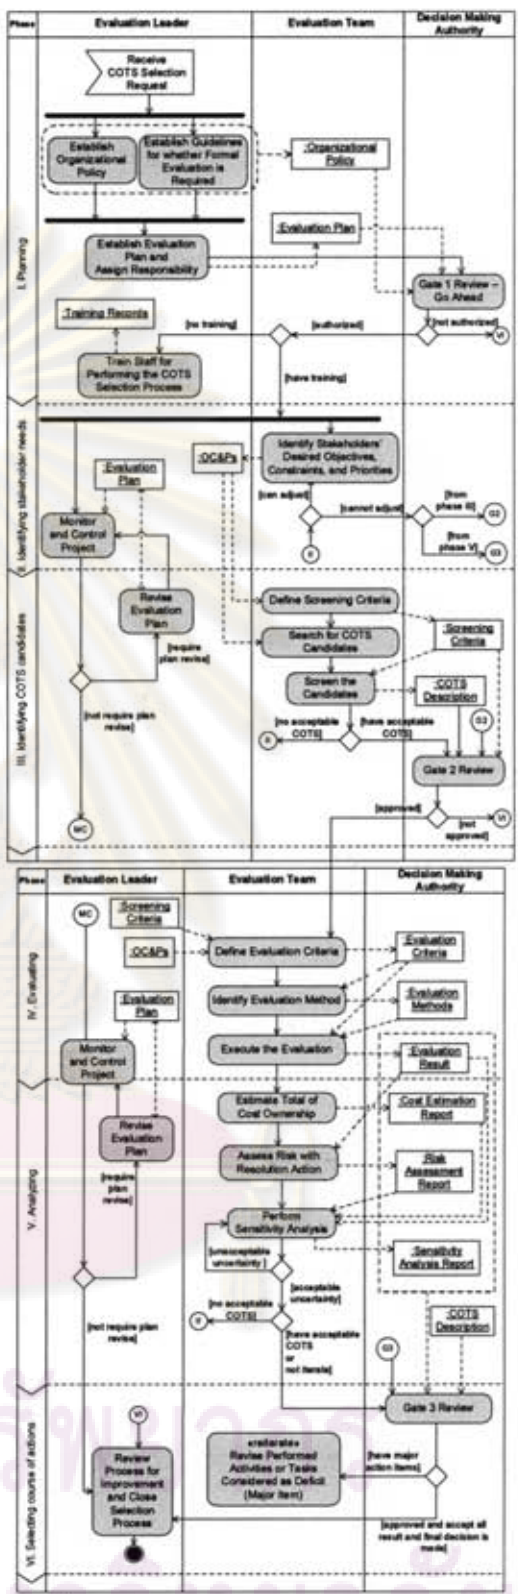 Phase
Evaluation Leader
Evaluation Team
Decision Making
Authority
I. Planning
Receive
COTS Selection
Request
Establish
Organizational
Policy
Establish Guidelines
for whether Formal
Evaluation is
Required
:Organizational
Policy
:Evaluation Plan
Establish Evaluation
Plan and
Assign Responsibility
Gate 1 Review –
Go Ahead
:Training Records
[no training]
[authorized]
[not authorized]
VI
Train Staff for
Performing the COTS
Selection Process
[have training]
II. Identifying stakeholder needs
:OC&Ps
Identify Stakeholders'
Desired Objectives,
Constraints, and Priorities
:Evaluation
Plan
[can adjust]
[cannot adjust]
[from
phase III]
G2
Monitor
and Control
Project
[from
phase V]
G3
III. Identifying COTS candidates
Revise
Evaluation
Plan
Define Screening Criteria
[require
plan revise]
Search for COTS
Candidates
:Screening
Criteria
Screen the
Candidates
:COTS
Description
[not require plan
revise]
[no acceptable
COTS]
[have acceptable
COTS]
Gate 2 Review
MC
[approved]
[not
approved]
VI
Phase
Evaluation Leader
Evaluation Team
Decision Making
Authority
IV. Evaluating
MC
:Screening
Criteria
:OC&Ps
Define Evaluation Criteria
:Evaluation
Criteria
:Evaluation
Plan
Identify Evaluation Method
:Evaluation
Methods
Monitor
and Control
Project
Execute the Evaluation
:Evaluation
Result
V. Analyzing
Estimate Total of
Cost Ownership
:Cost Estimation
Report
Revise
Evaluation
Plan
Assess Risk with
Resolution Action
:Risk
Assessment
Report
[require
plan
revise]
Perform
Sensitivity Analysis
[unacceptable
uncertainty ]
:Sensitivity
Analysis Report
[acceptable
uncertainty]
[no acceptable
COTS]
[not require plan
revise]
[have acceptable
COTS
or
not iterate]
:COTS
Description
G3
VI. Selecting course of actions
Gate 3 Review
VI
Review
Process for
Improvement
and Close
Selection
Process
«reiterate»
Revise Performed
Activities or Tasks
Considered as Deficit
(Major Item)
[have major
action items]
[approved and accept all
result and final decision is
made]